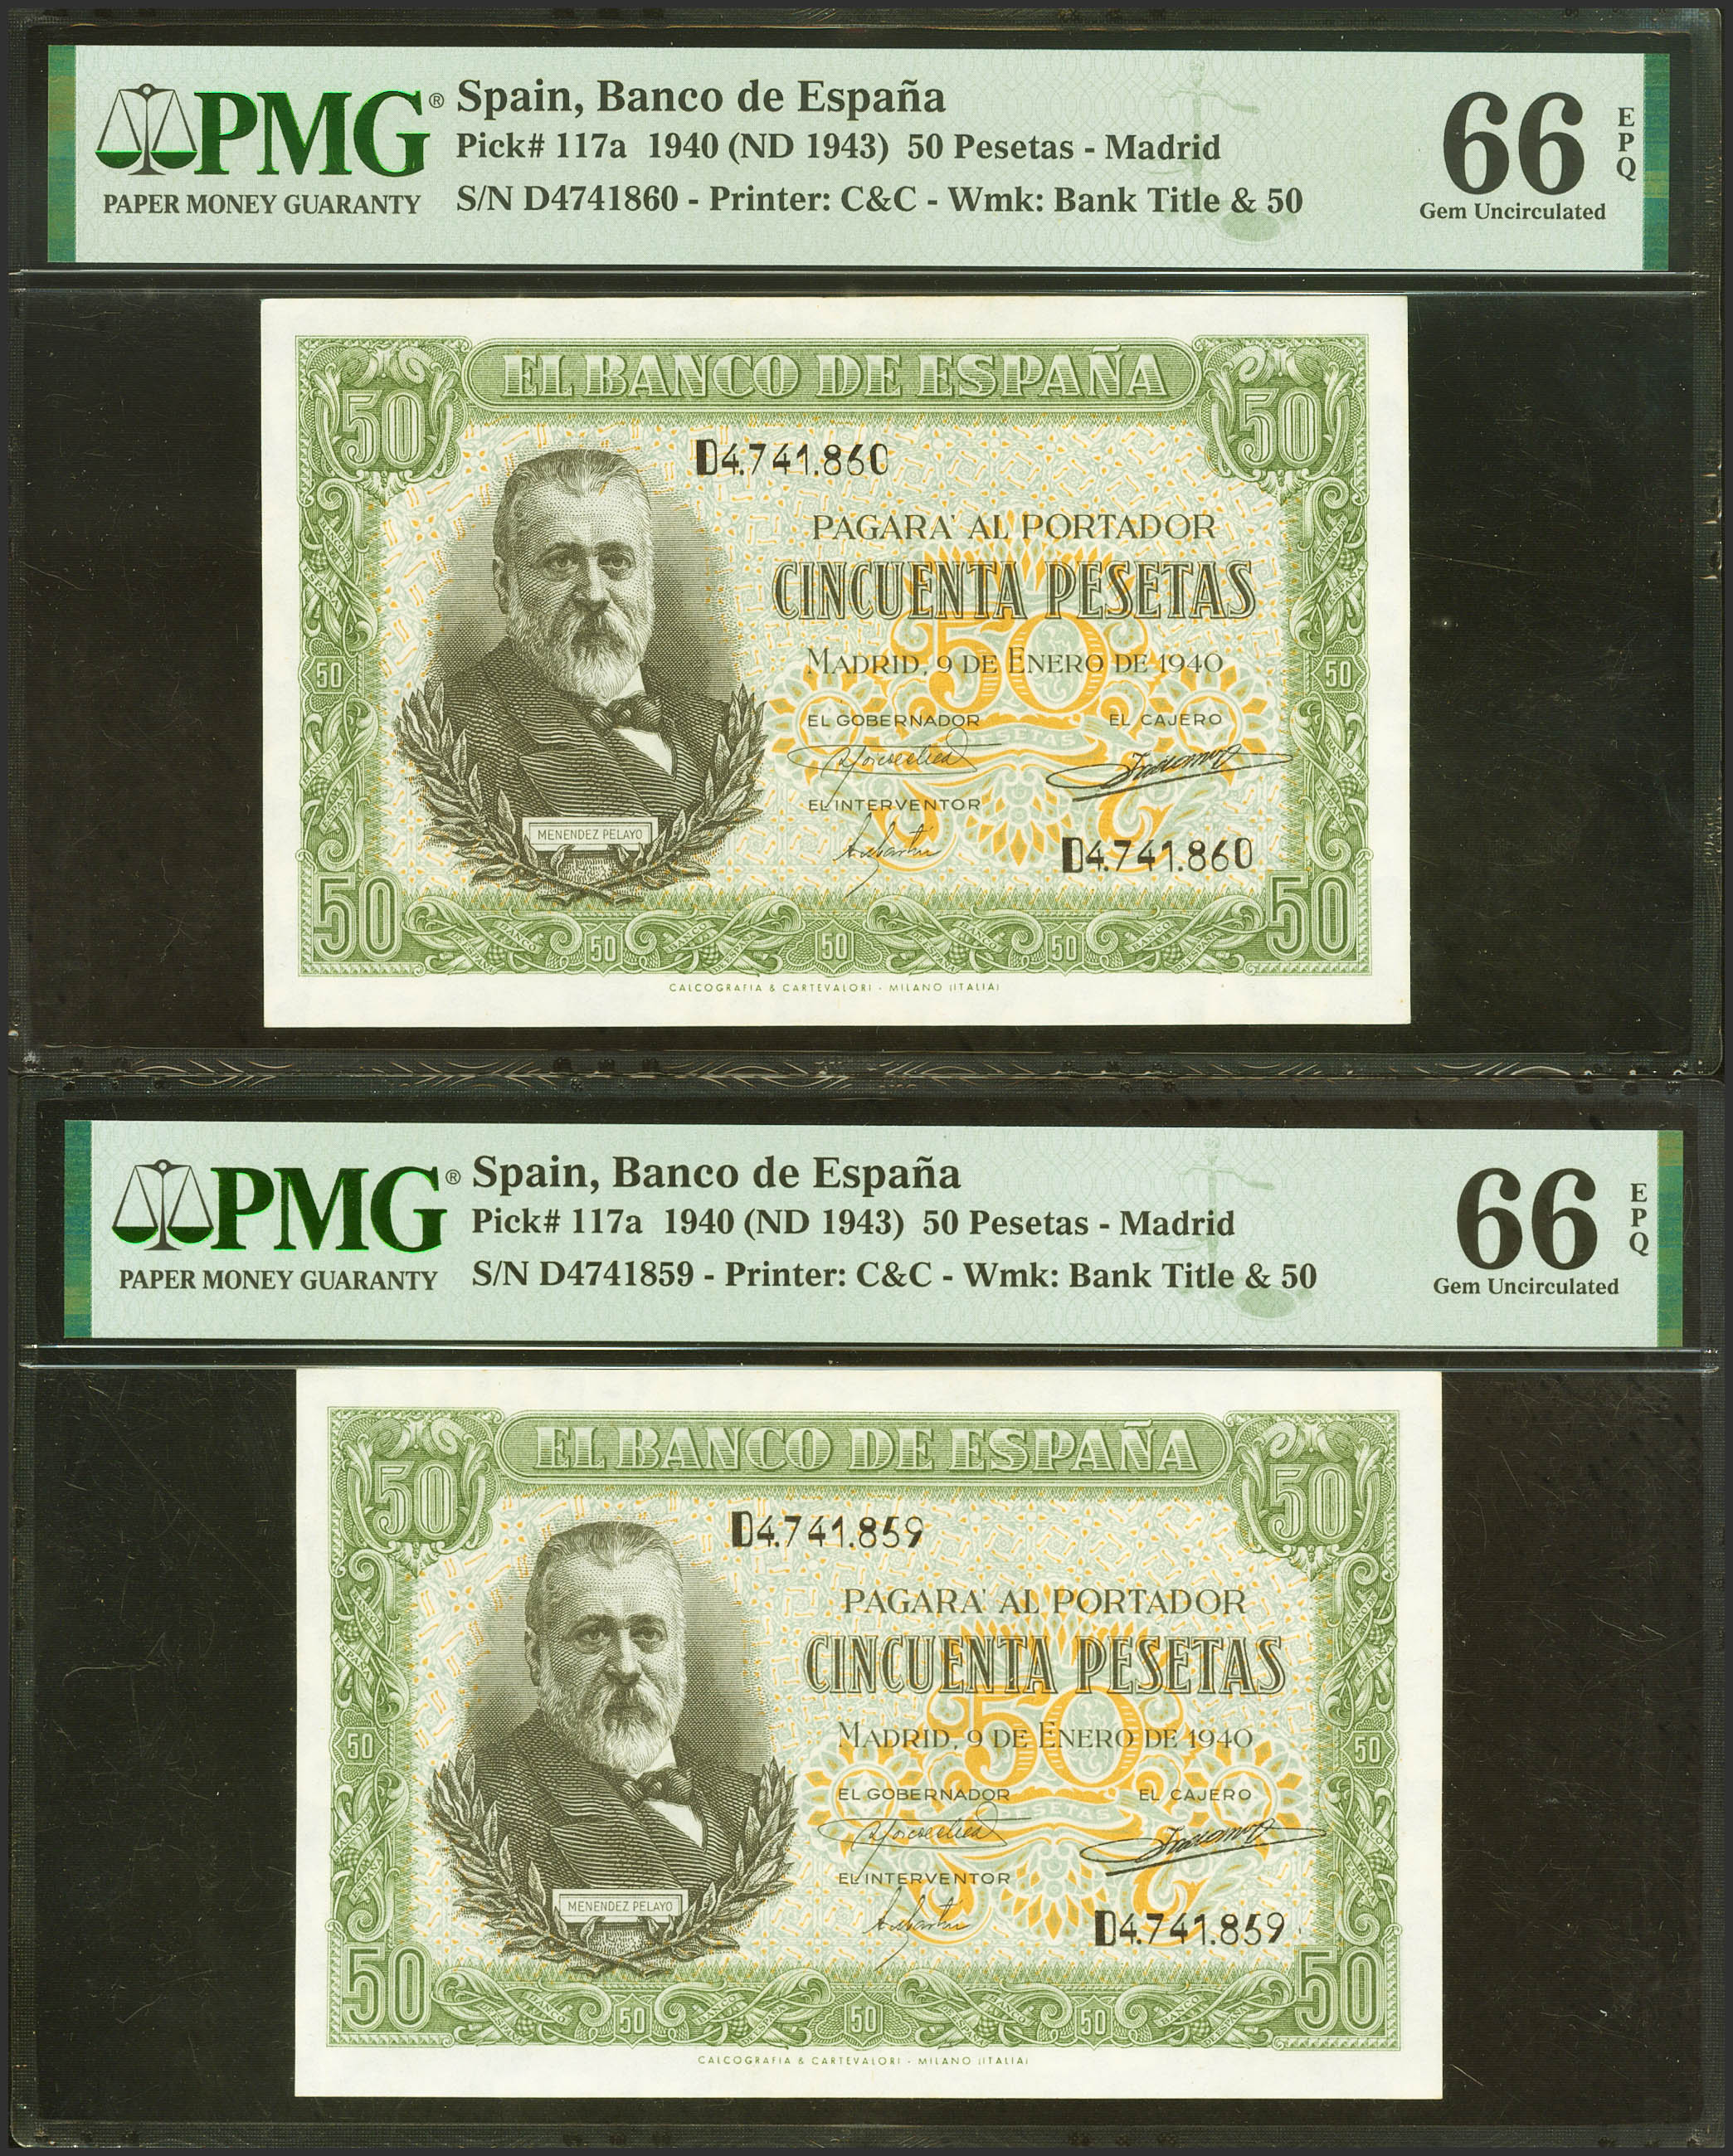 PMG®
PAPER MONEY GUARANTY
Spain, Banco de España
Pick# 117a 1940 (ND 1943) 50 Pesetas - Madrid
S/N D4741860 - Printer: C&C - Wmk: Bank Title & 50
66
EPQ
Gem Uncirculated
EL BANCO DE ESPAÑA
50 50
D4.741.860
PAGARA' AL PORTADOR
CINCUENTA PESETAS
50
MADRID, 9 DE ENERO DE 1940
50 50
EL GOBERNADOR EL CAJERO
EL INTERVENTOR
MENENDEZ PELAYO
D4.741.860
50 50 50 50 50
CALCOGRAFIA & CARTEVALORI - MILANO (ITALIA)
PMG®
PAPER MONEY GUARANTY
Spain, Banco de España
Pick# 117a 1940 (ND 1943) 50 Pesetas - Madrid
S/N D4741859 - Printer: C&C - Wmk: Bank Title & 50
66
EPQ
Gem Uncirculated
EL BANCO DE ESPAÑA
50 50
D4.741.859
PAGARA' AL PORTADOR
CINCUENTA PESETAS
50
MADRID, 9 DE ENERO DE 1940
50 50
EL GOBERNADOR EL CAJERO
EL INTERVENTOR
MENENDEZ PELAYO
D4.741.859
50 50 50 50 50
CALCOGRAFIA & CARTEVALORI - MILANO (ITALIA)